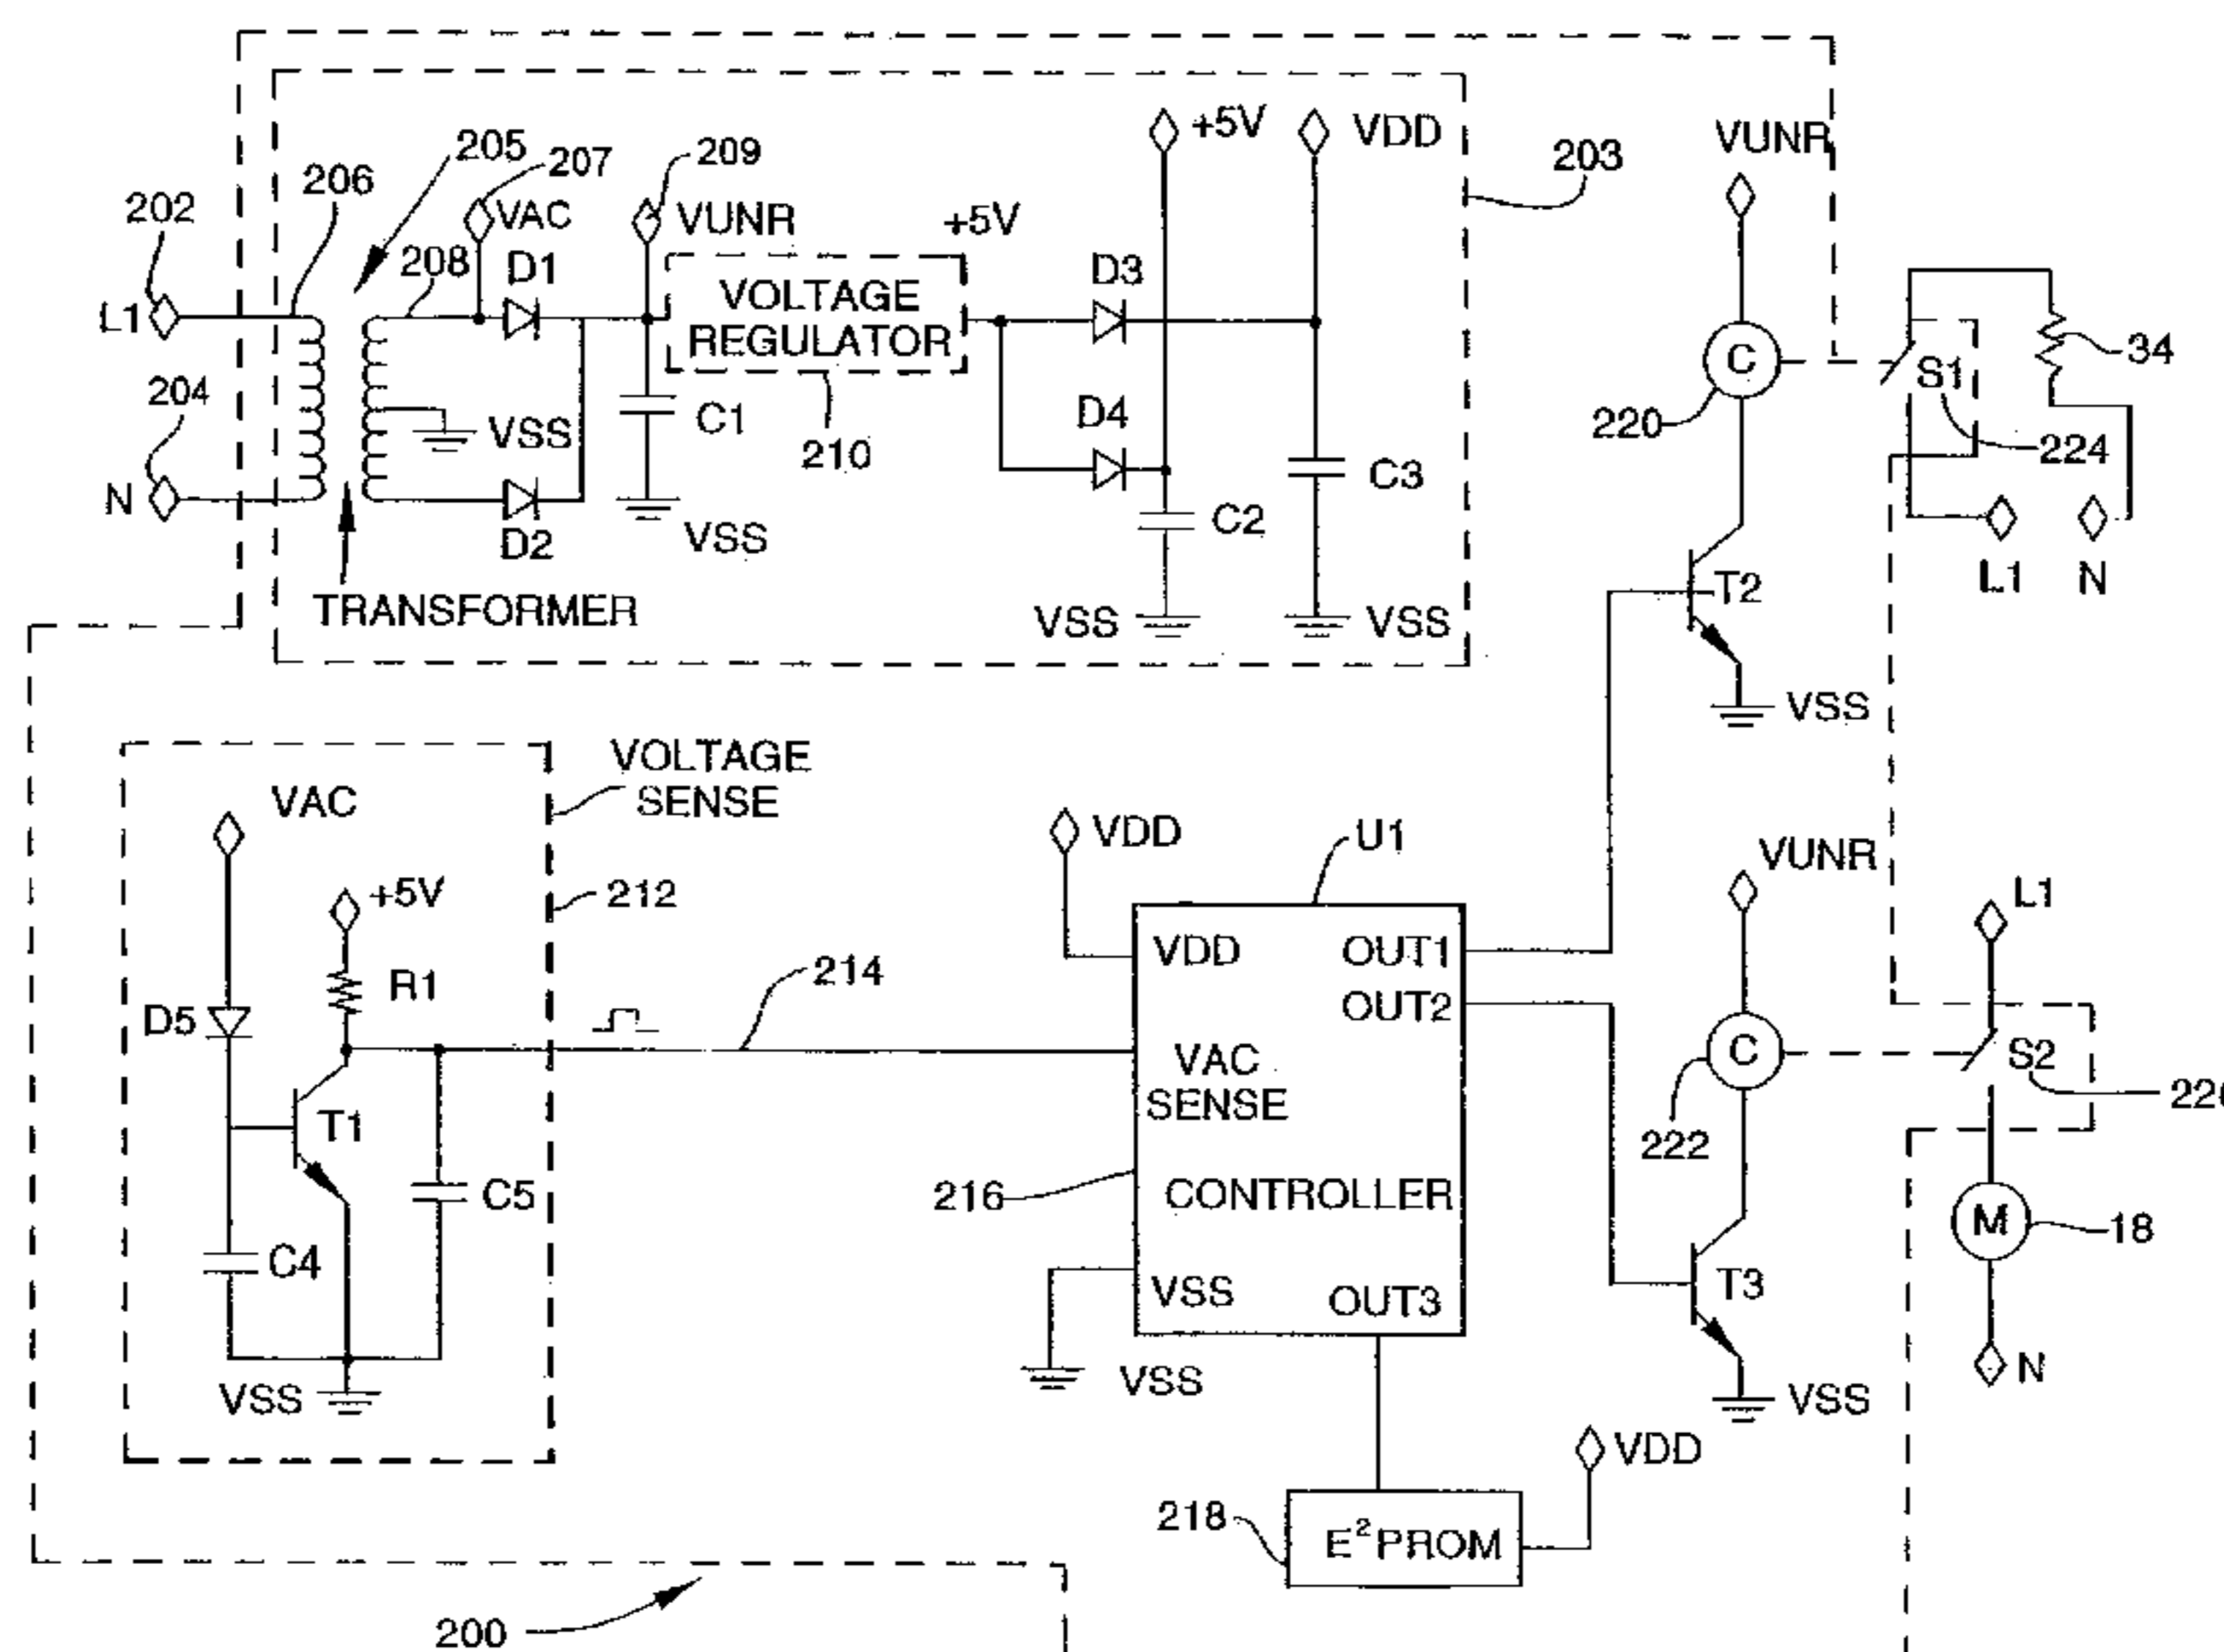 +5V
VDD
VUNR
205
207
209
203
206
202
VAC
VUNR
+5V
208
D1
D3
L1
VOLTAGE
REGULATOR
C
S1
34
204
D4
220
VSS
C1
210
224
N
C3
D2
VSS
C2
L1
N
T2
TRANSFORMER
VSS
VSS
VSS
VOLTAGE
SENSE
VAC
VDD
U1
VUNR
+5V
212
L1
VDD
OUT1
R1
214
OUT2
D5
VAC
SENSE
C
S2
T1
222
216
CONTROLLER
C5
M
18
C4
VSS
OUT3
T3
VSS
VSS
N
VSS
VDD
218
E²PROM
200